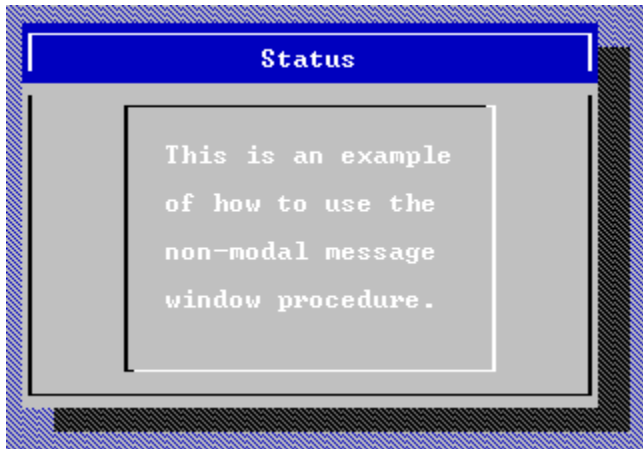 Status
This is an example
of how to use the
non-modal message
window procedure.